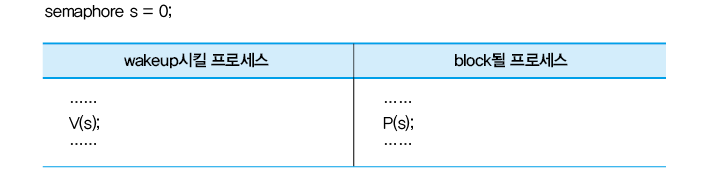 semaphore s = 0;
wakeup시킬 프로세스 block될 프로세스
...... ......
V(s); P(s);
...... ......